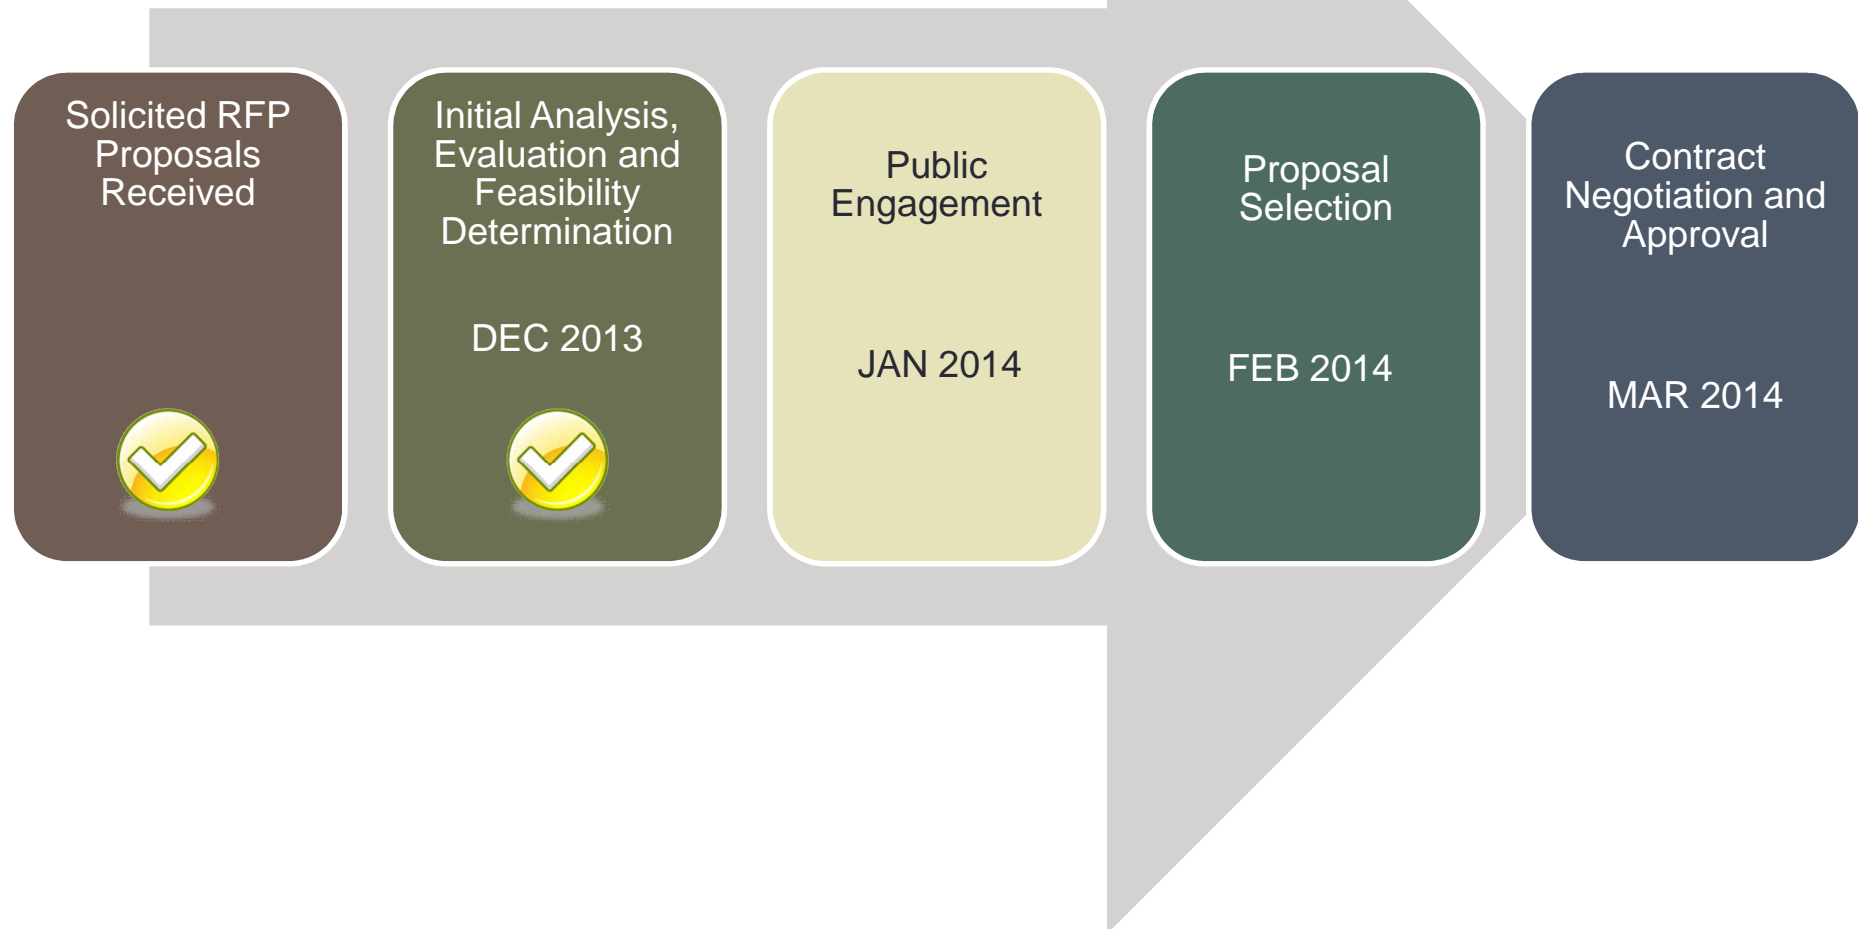 Solicited RFP
Proposals
Received
Initial Analysis,
Evaluation and
Feasibility
Determination
DEC 2013
Public
Engagement
JAN 2014
Proposal
Selection
FEB 2014
Contract
Negotiation and
Approval
MAR 2014